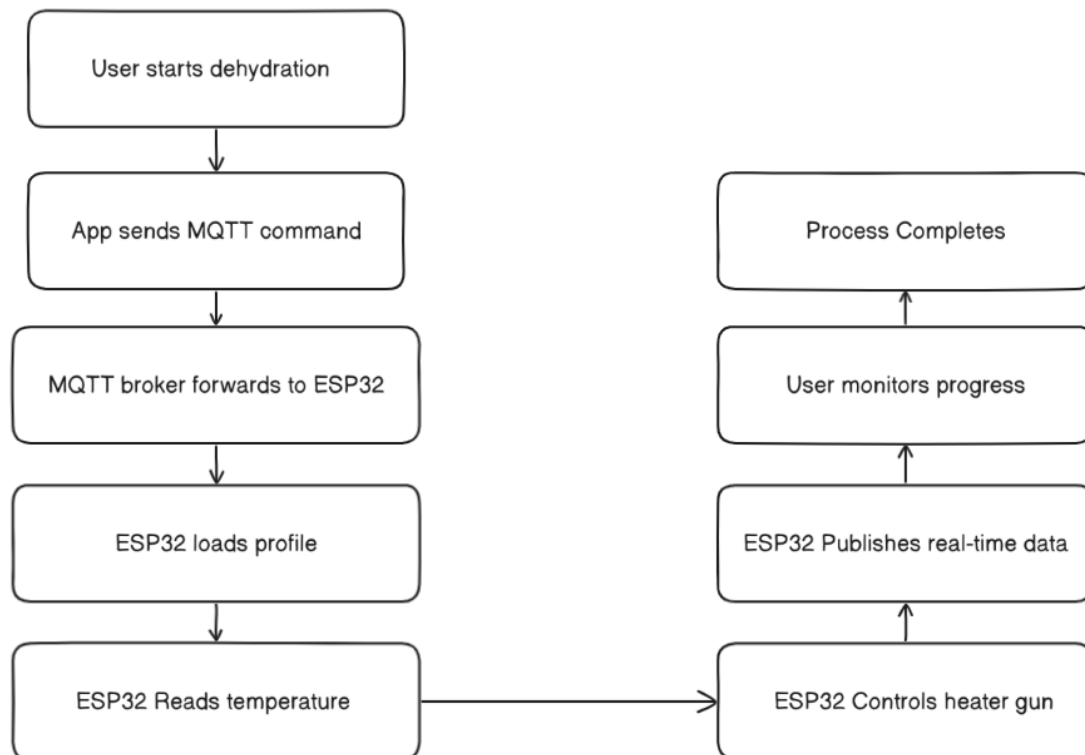 User starts dehydration
App sends MQTT command
MQTT broker forwards to ESP32
ESP32 loads profile
ESP32 Reads temperature
ESP32 Controls heater gun
ESP32 Publishes real-time data
User monitors progress
Process Completes